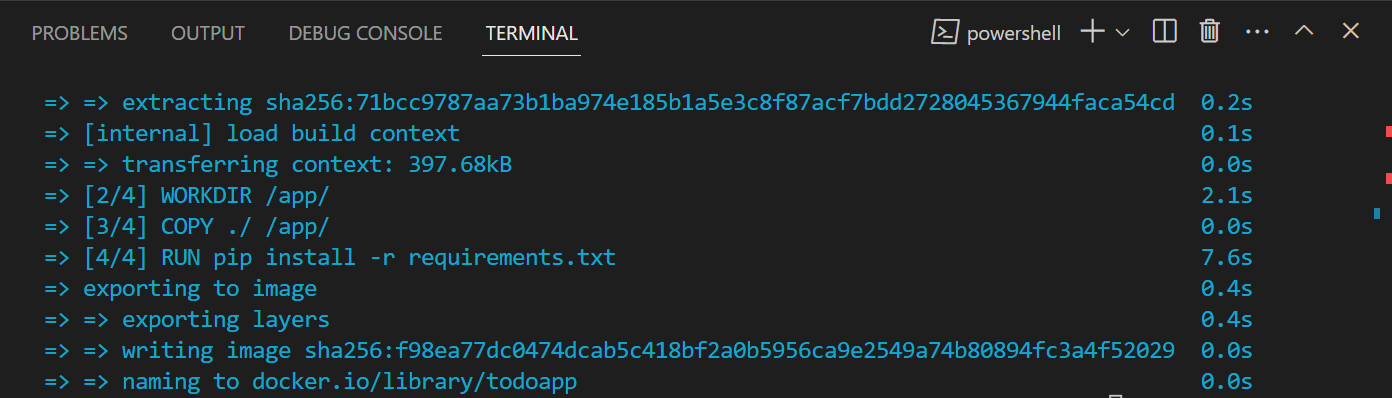 PROBLEMS OUTPUT DEBUG CONSOLE TERMINAL powershell
=> => extracting sha256:71bcc9787aa73b1ba974e185b1a5e3c8f87acf7bdd2728045367944faca54cd 0.2s
=> [internal] load build context 0.1s
=> => transferring context: 397.68kB 0.0s
=> [2/4] WORKDIR /app/ 2.1s
=> [3/4] COPY ./ /app/ 0.0s
=> [4/4] RUN pip install -r requirements.txt 7.6s
=> exporting to image 0.4s
=> => exporting layers 0.4s
=> => writing image sha256:f98ea77dc0474dcab5c418bf2a0b5956ca9e2549a74b80894fc3a4f52029 0.0s
=> => naming to docker.io/library/todoapp 0.0s